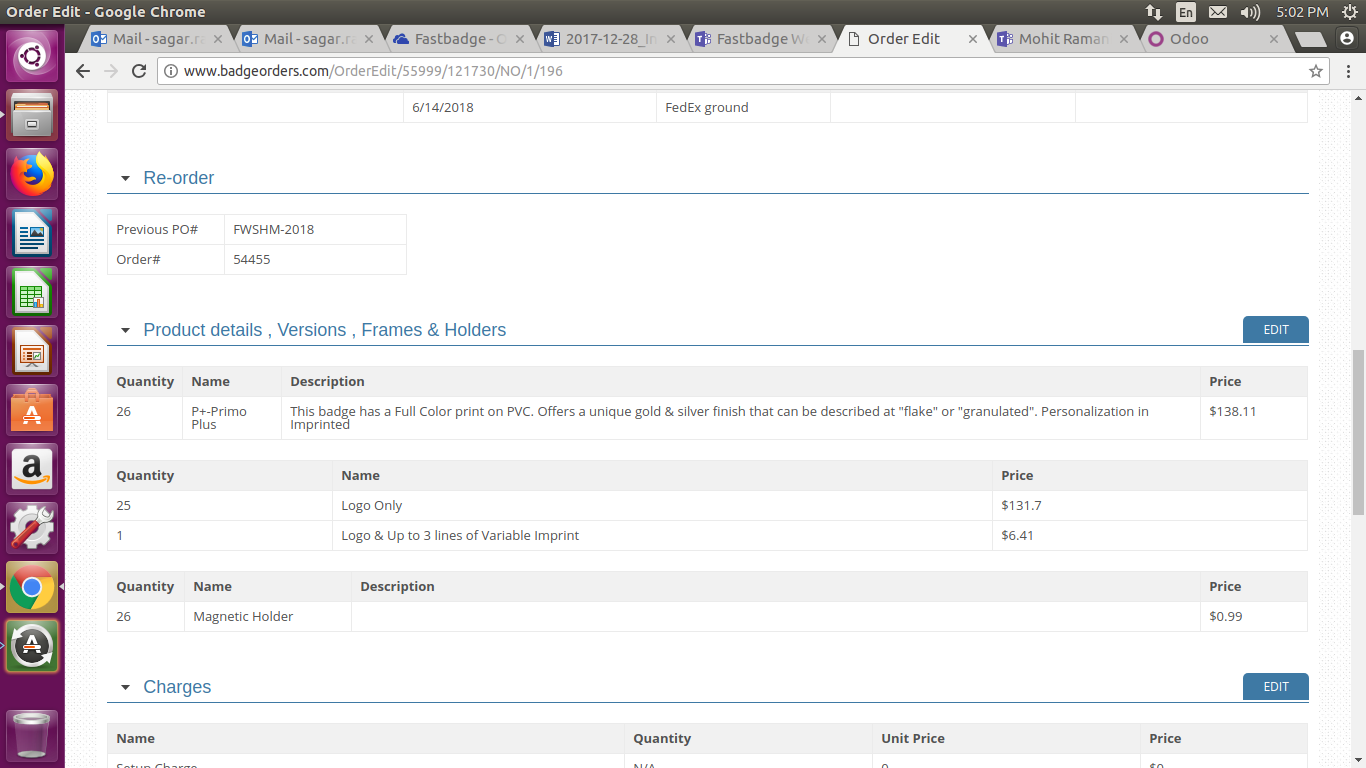 Order Edit - Google Chrome
En
5:02 PM
Mail - sagar.ra
Mail - sagar.ra
Fastbadge - O
2017-12-28_In
Fastbadge We
Order Edit
Mohit Raman
Odoo
www.badgeorders.com/OrderEdit/55999/121730/NO/1/196
6/14/2018 FedEx ground
Re-order
Previous PO# FWSHM-2018
Order# 54455
Product details , Versions , Frames & Holders EDIT
Quantity Name Description Price
26 P+-Primo Plus This badge has a Full Color print on PVC. Offers a unique gold & silver finish that can be described at "flake" or "granulated". Personalization in
Imprinted $138.11
Quantity Name Price
25 Logo Only $131.7
1 Logo & Up to 3 lines of Variable Imprint $6.41
Quantity Name Description Price
26 Magnetic Holder $0.99
Charges EDIT
Name Quantity Unit Price Price
Setup Charge N/A 0 $0